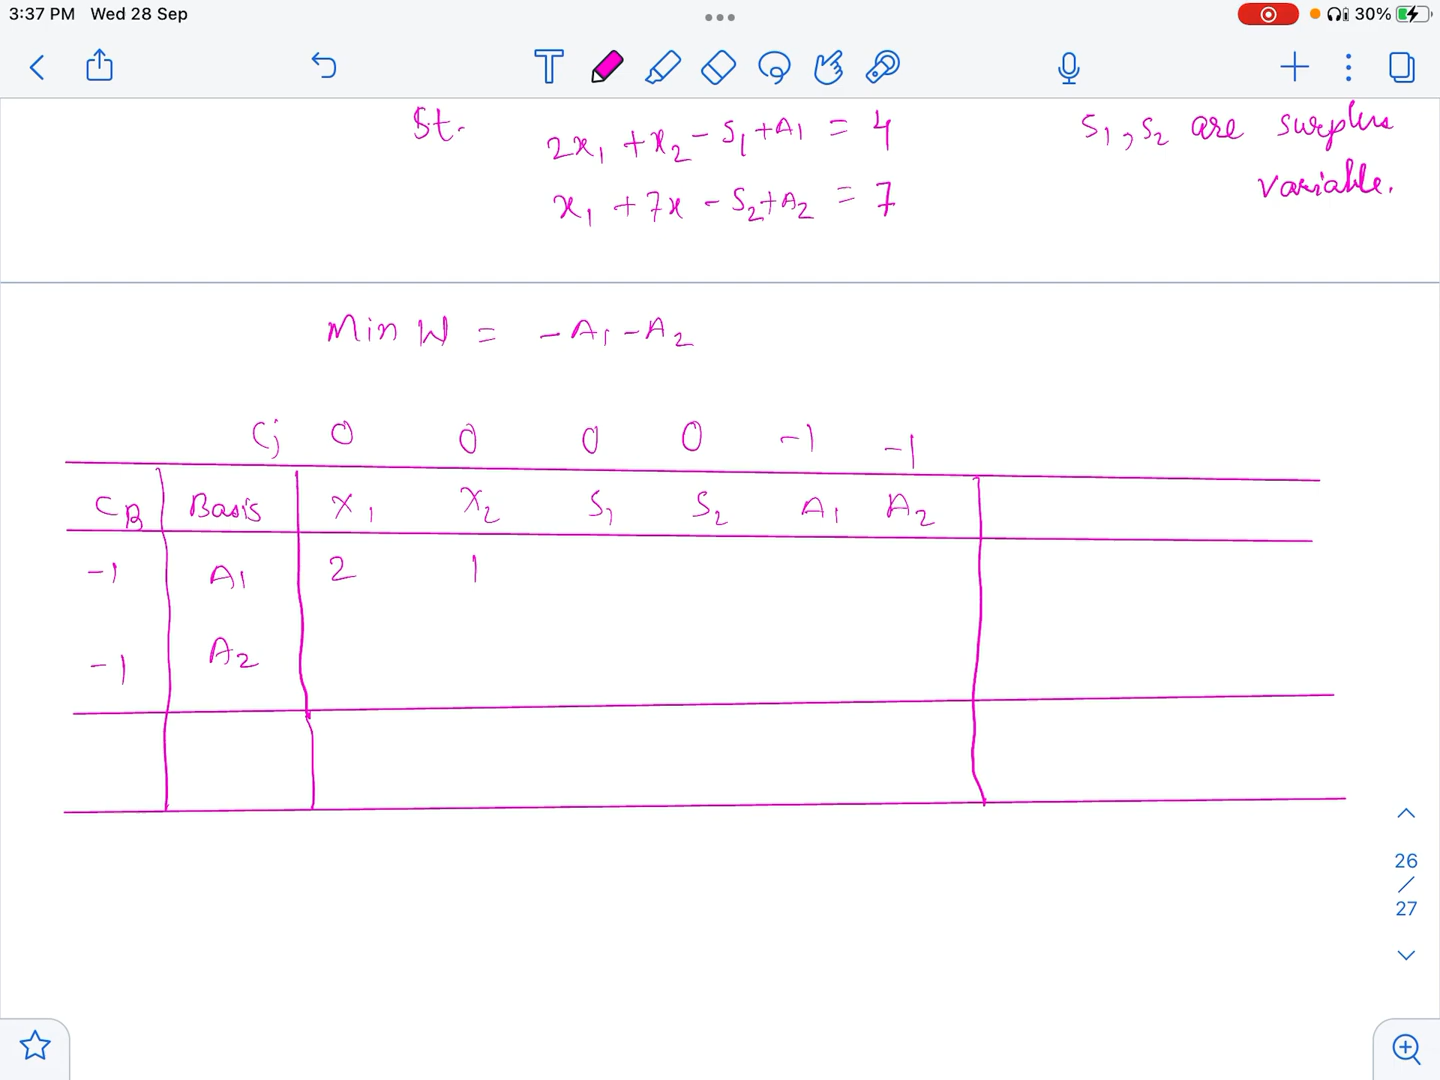 3:37 PM Wed 28 Sep
30%
St.
2x₁ + x₂ - S₁ + A₁ = 4
x₁ + 7x - S₂ + A₂ = 7
S₁, S₂ are surplus
variable.
Min W = - A₁ - A₂
Cj 0 0 0 0 -1 -1
CB Basis X₁ X₂ S₁ S₂ A₁ A₂
-1 A₁ 2 1
-1 A₂
26
/
27